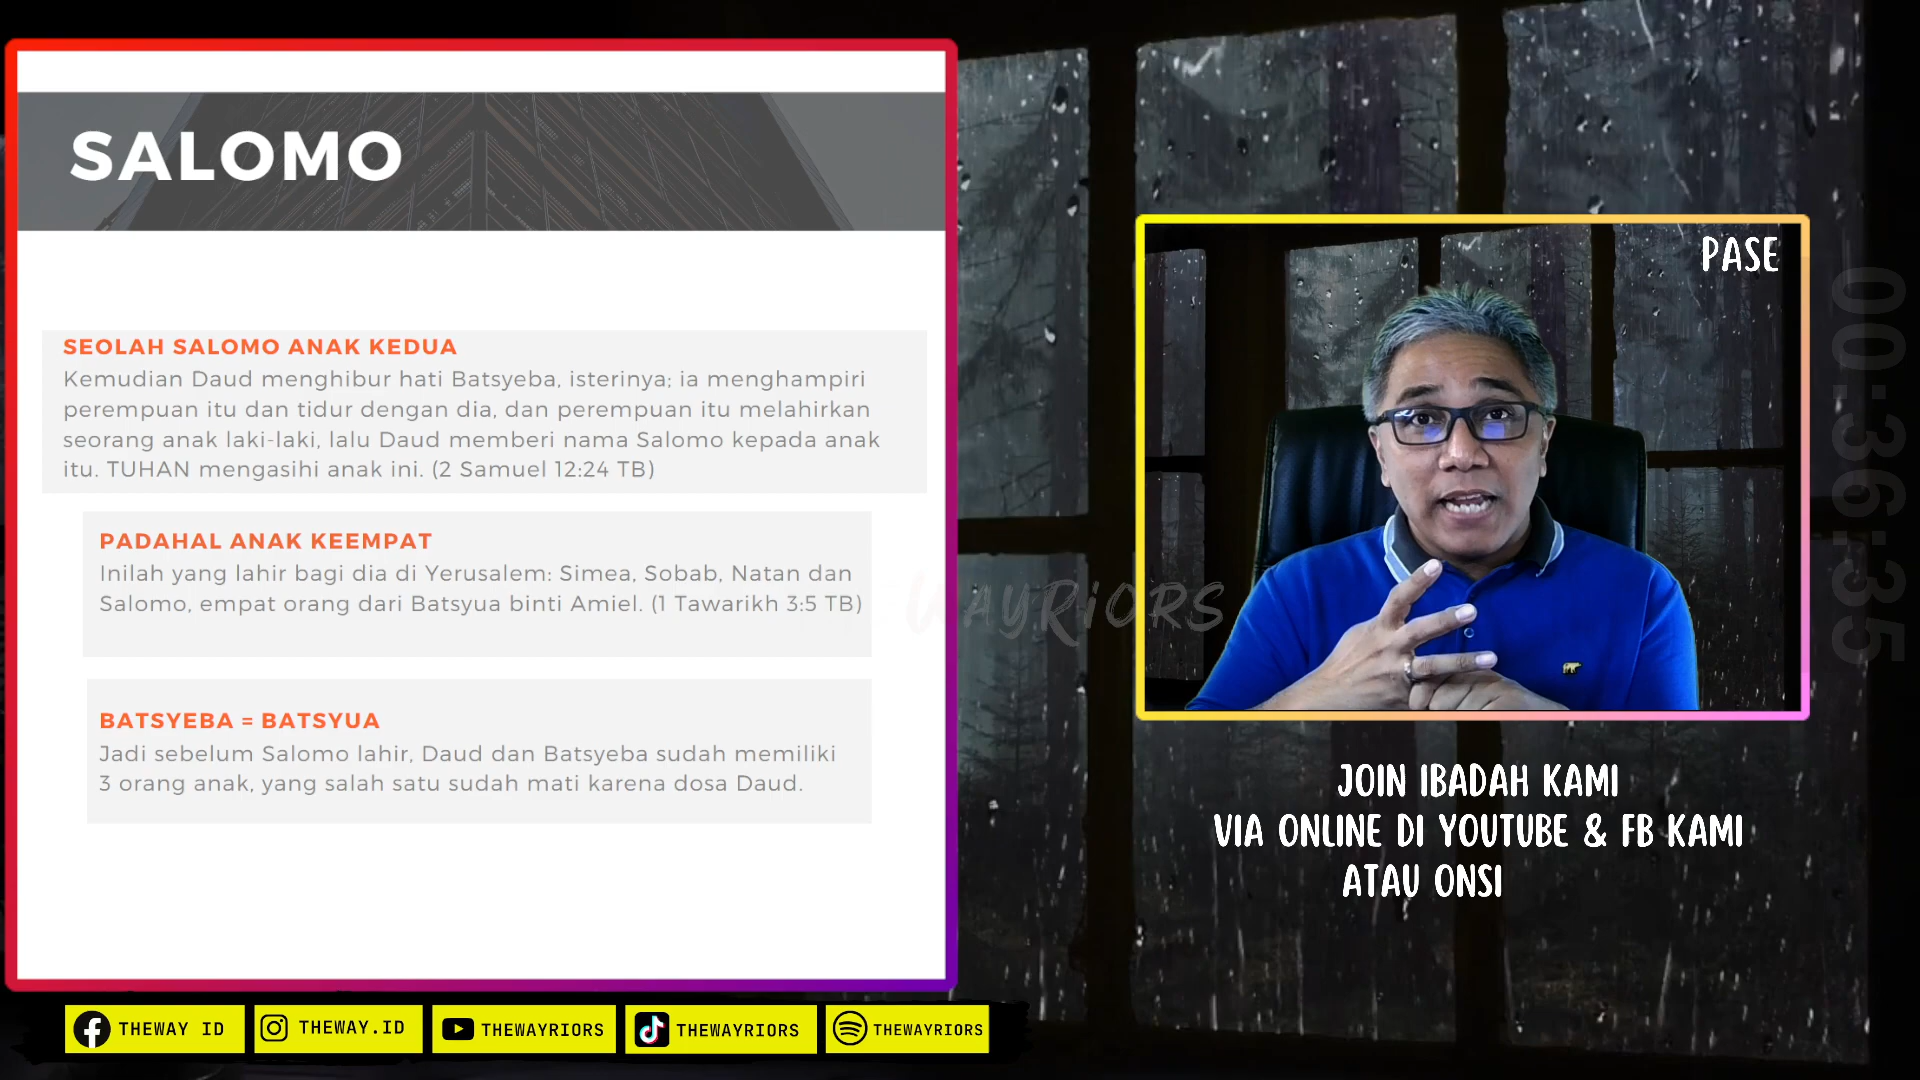 SALOMO
SEOLAH SALOMO ANAK KEDUA
Kemudian Daud menghibur hati Batsyeba, isterinya; ia menghampiri
perempuan itu dan tidur dengan dia, dan perempuan itu melahirkan
seorang anak laki-laki, lalu Daud memberi nama Salomo kepada anak
itu. TUHAN mengasihi anak ini. (2 Samuel 12:24 TB)
PADAHAL ANAK KEEMPAT
Inilah yang lahir bagi dia di Yerusalem: Simea, Sobab, Natan dan
Salomo, empat orang dari Batsyua binti Amiel. (1 Tawarikh 3:5 TB)
BATSYEBA = BATSYUA
Jadi sebelum Salomo lahir, Daud dan Batsyeba sudah memiliki
3 orang anak, yang salah satu sudah mati karena dosa Daud.
PASE
WAYRIORS
00:36:35
JOIN IBADAH KAMI
VIA ONLINE DI YOUTUBE & FB KAMI
ATAU ONSI
THEWAY ID
THEWAY.ID
THEWAYRIORS
THEWAYRIORS
THEWAYRIORS